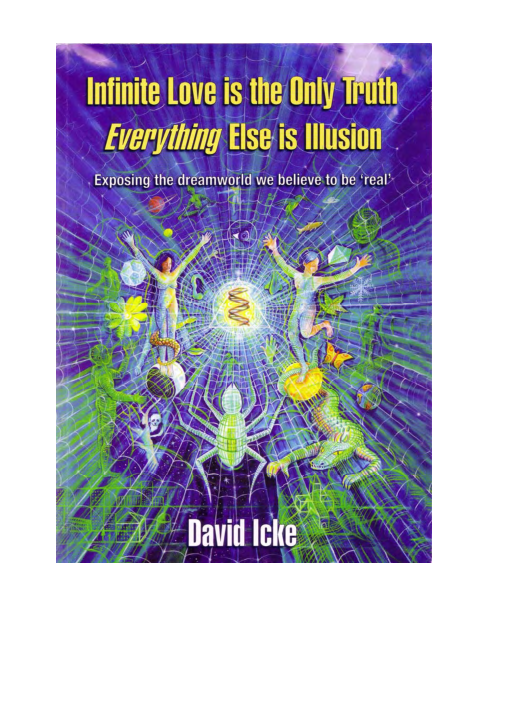 Infinite Love is the Only Truth
Everything Else is Illusion
Exposing the dreamworld we believe to be ‘real’
David Icke